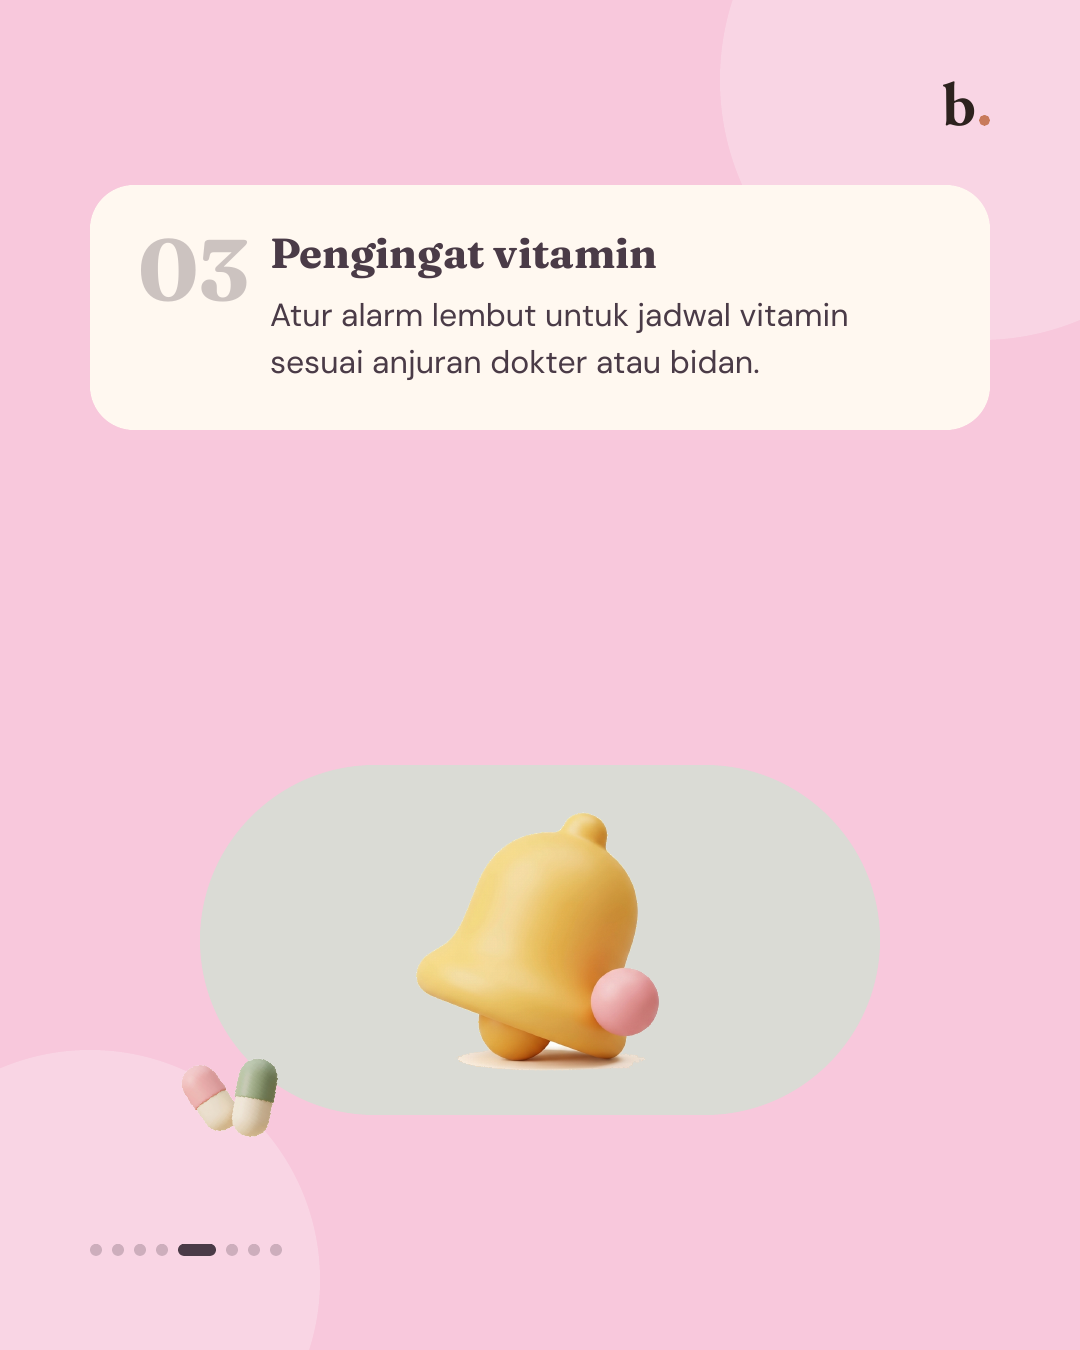 b.
03 Pengingat vitamin
Atur alarm lembut untuk jadwal vitamin
sesuai anjuran dokter atau bidan.